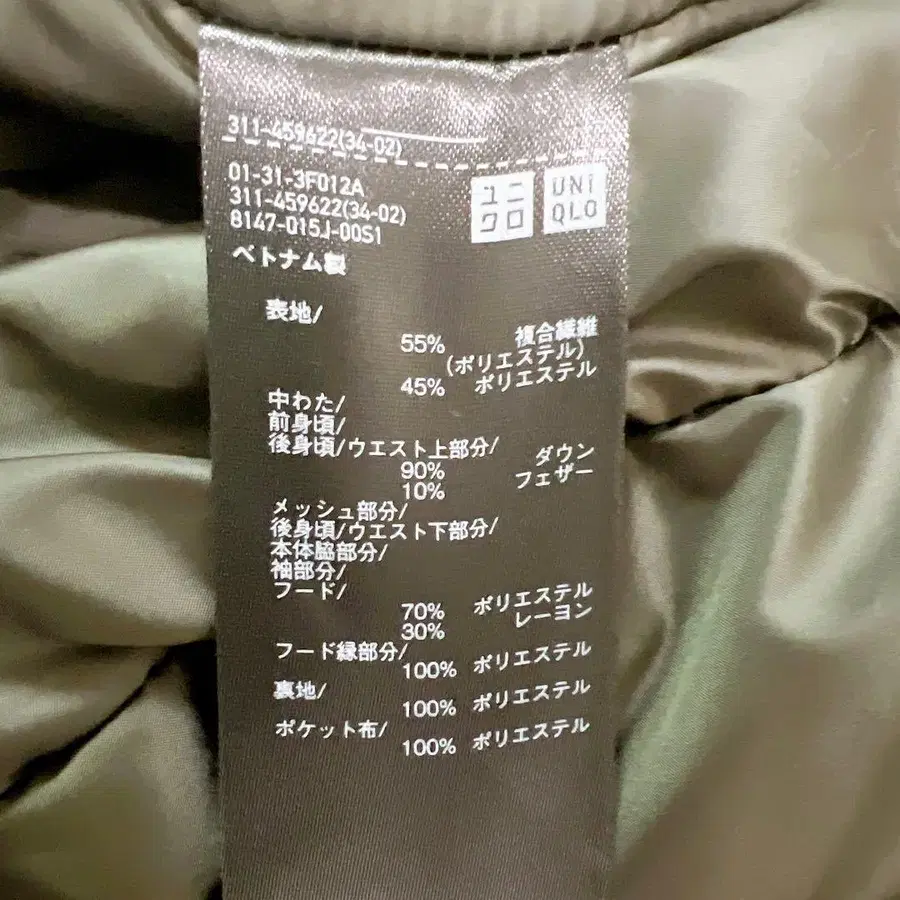 311-459622(34-02)
01-31-3F012A
311-459622(34-02)
8147-015J-00S1
ベトナム製
ユニ
クロ
UNI
QLO
表地/
55% 複合繊維
(ポリエステル)
45% ポリエステル
中わた/
前身頃/
後身頃/ウエスト上部分/
90% ダウン
10% フェザー
メッシュ部分/
後身頃/ウエスト下部分/
本体脇部分/
袖部分/
フード/
70% ポリエステル
30% レーヨン
フード縁部分/
100% ポリエステル
裏地/
100% ポリエステル
ポケット布/
100% ポリエステル